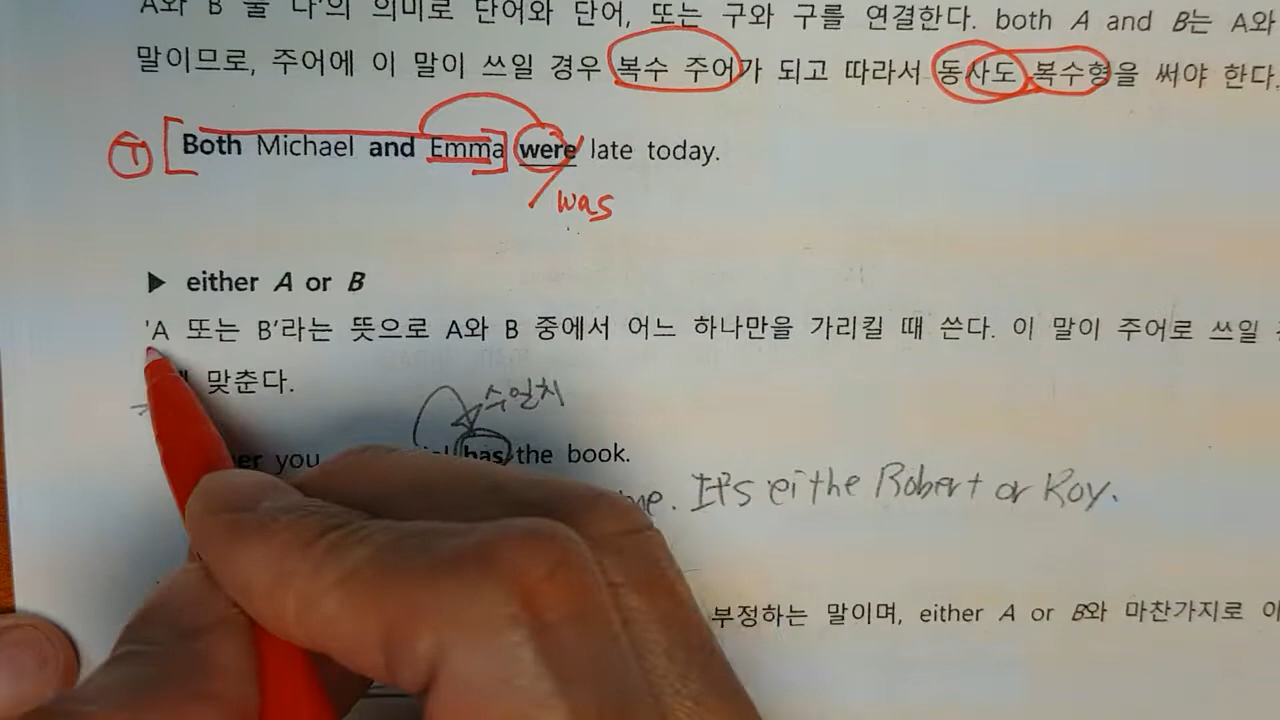 A와 B 둘 다'의 의미로 단어와 단어, 또는 구와 구를 연결한다. both A and B는 A와
말이므로, 주어에 이 말이 쓰일 경우 복수 주어가 되고 따라서 동사도 복수형을 써야 한다.
Both Michael and Emma were late today.
was
▶ either A or B
'A 또는 B'라는 뜻으로 A와 B 중에서 어느 하나만을 가리킬 때 쓴다. 이 말이 주어로 쓰일
맞춘다.
수일치
you has the book.
It's eithe Robert or Roy.
부정하는 말이며, either A or B와 마찬가지로